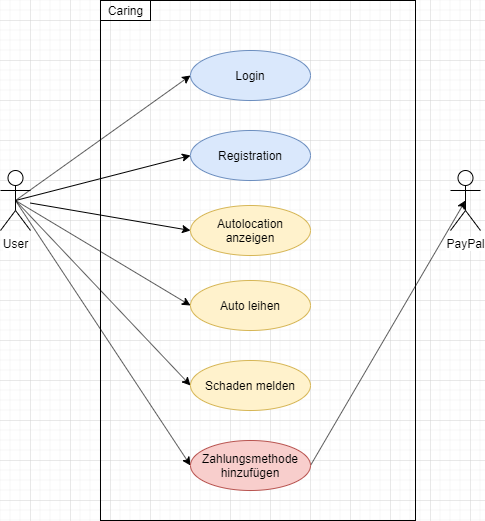 Caring
Login
Registration
Autolocation
anzeigen
User
PayPal
Auto leihen
Schaden melden
Zahlungsmethode
hinzufügen